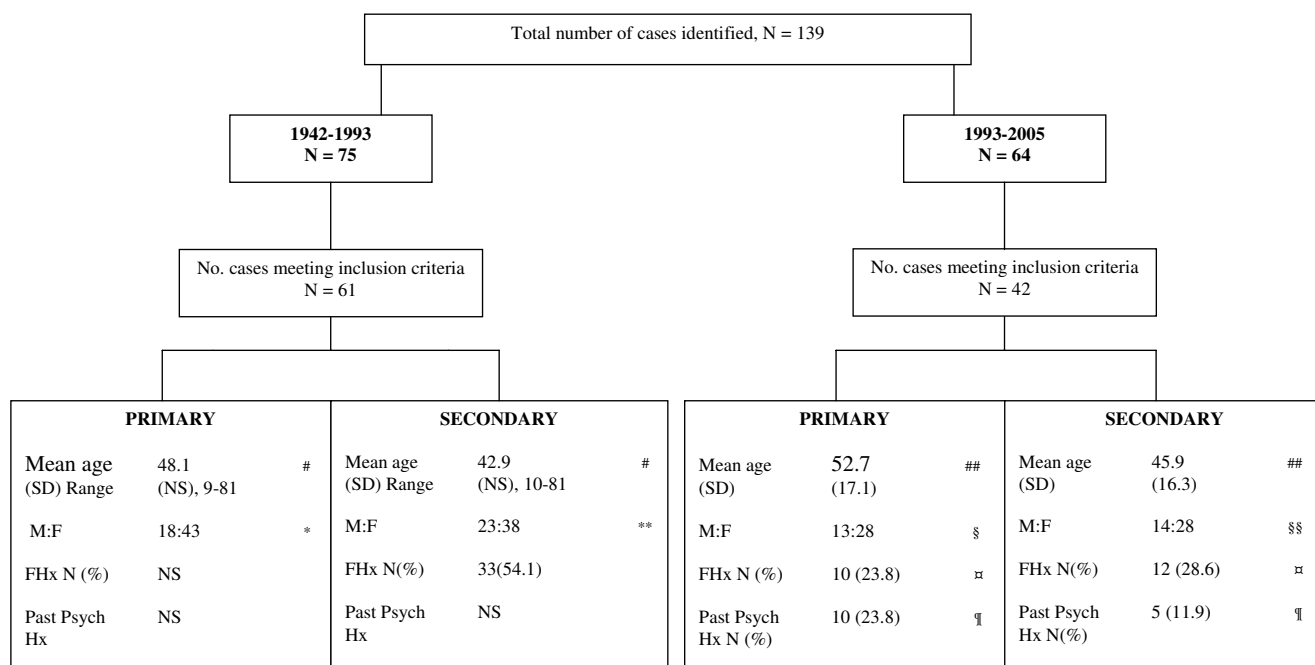 Total number of cases identified, N = 139
1942-1993
N = 75
1993-2005
N = 64
No. cases meeting inclusion criteria
N = 61
No. cases meeting inclusion criteria
N = 42
PRIMARY
Mean age 48.1 #
(SD) Range (NS), 9-81
M:F 18:43 *
FHx N (%) NS
Past Psych NS
Hx
SECONDARY
Mean age 42.9 #
(SD) Range (NS), 10-81
M:F 23:38 **
FHx N(%) 33(54.1)
Past Psych NS
Hx
PRIMARY
Mean age 52.7 ##
(SD) (17.1)
M:F 13:28 §
FHx N (%) 10 (23.8) ¤
Past Psych 10 (23.8) ¶
Hx N (%)
SECONDARY
Mean age 45.9 ##
(SD) (16.3)
M:F 14:28 §§
FHx N(%) 12 (28.6) ¤
Past Psych 5 (11.9) ¶
Hx N(%)